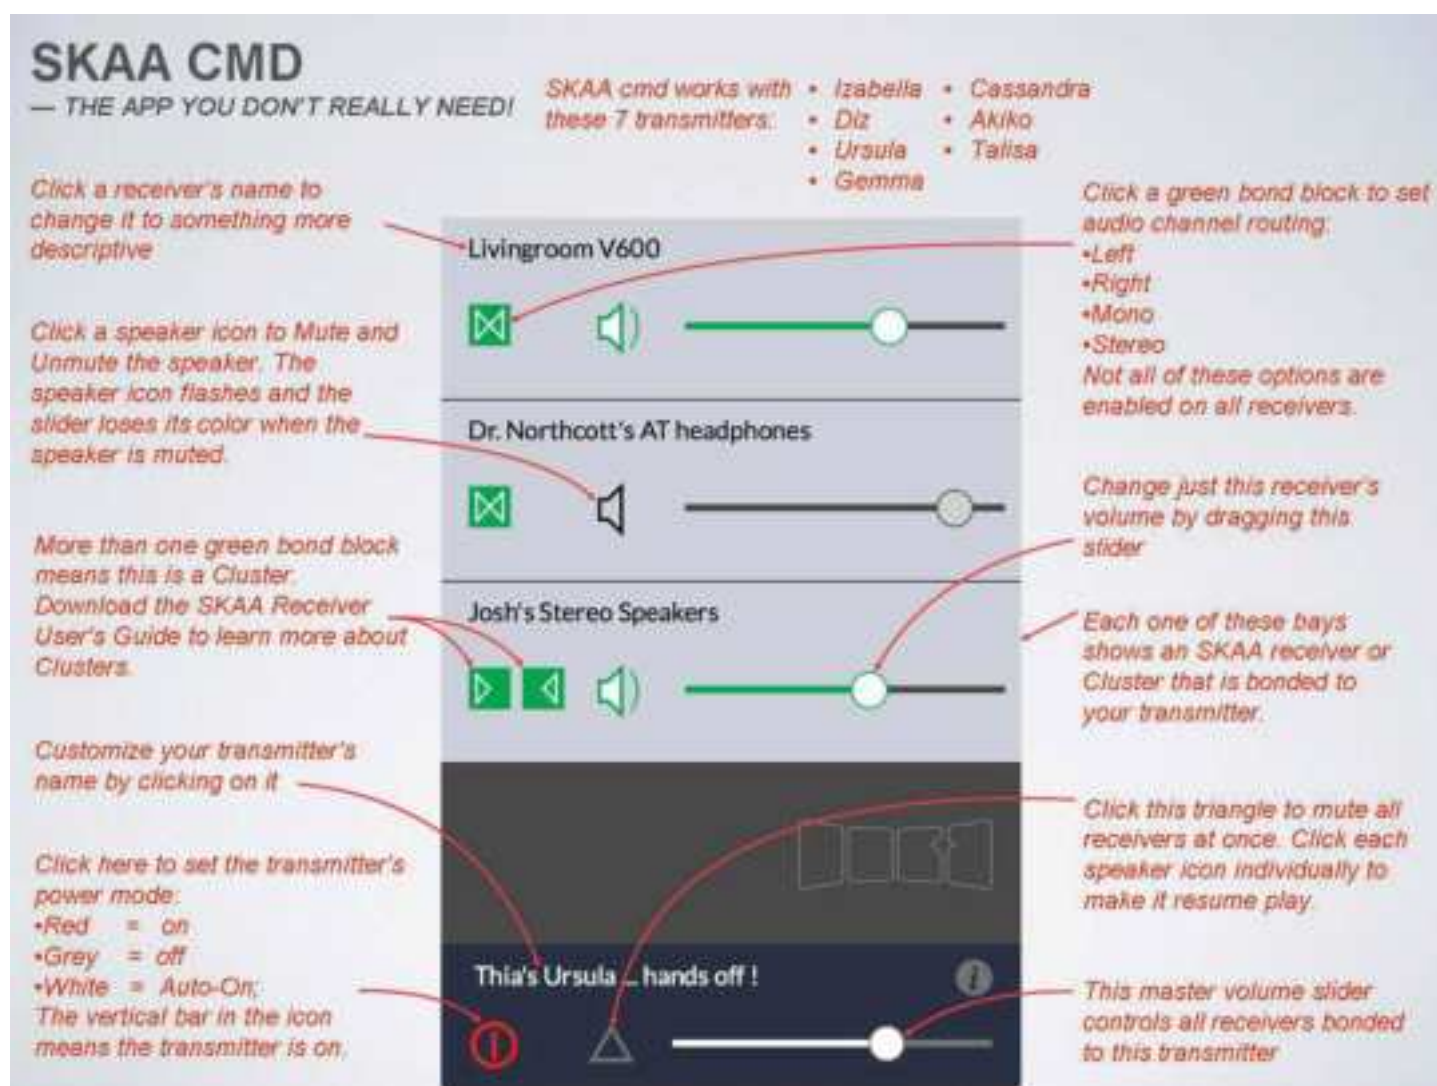 SKAA CMD
— THE APP YOU DON'T REALLY NEED!
SKAA cmd works with
these 7 transmitters:
• Izabella
• Diz
• Ursula
• Gemma
• Cassandra
• Akiko
• Talisa
Click a receiver's name to
change it to something more
descriptive
Click a speaker icon to Mute and
Unmute the speaker. The
speaker icon flashes and the
slider loses its color when the
speaker is muted.
More than one green bond block
means this is a Cluster.
Download the SKAA Receiver
User's Guide to learn more about
Clusters.
Customize your transmitter's
name by clicking on it
Click here to set the transmitter's
power mode:
•Red = on
•Grey = off
•White = Auto-On;
The vertical bar in the icon
means the transmitter is on.
Livingroom V600
Dr. Northcott's AT headphones
Josh's Stereo Speakers
Thia's Ursula ... hands off !
i
Click a green bond block to set
audio channel routing:
•Left
•Right
•Mono
•Stereo
Not all of these options are
enabled on all receivers.
Change just this receiver's
volume by dragging this
slider
Each one of these bays
shows an SKAA receiver or
Cluster that is bonded to
your transmitter.
Click this triangle to mute all
receivers at once. Click each
speaker icon individually to
make it resume play.
This master volume slider
controls all receivers bonded
to this transmitter